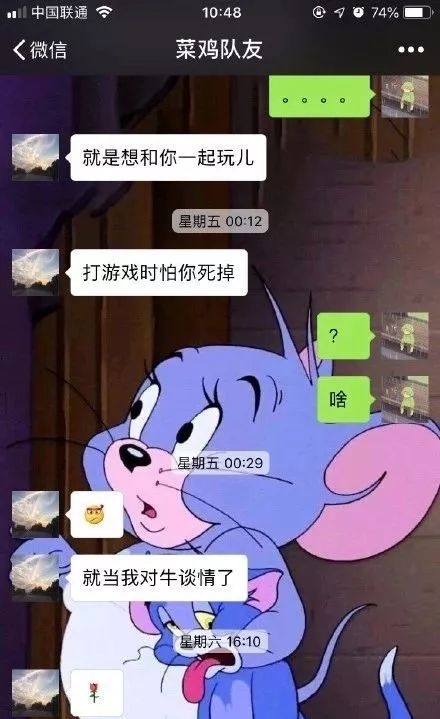 中国联通 10:48 74%
微信 菜鸡队友
。。。。
就是想和你一起玩儿
星期五 00:12
打游戏时怕你死掉
？
啥
星期五 00:29
就当我对牛谈情了
星期六 16:10